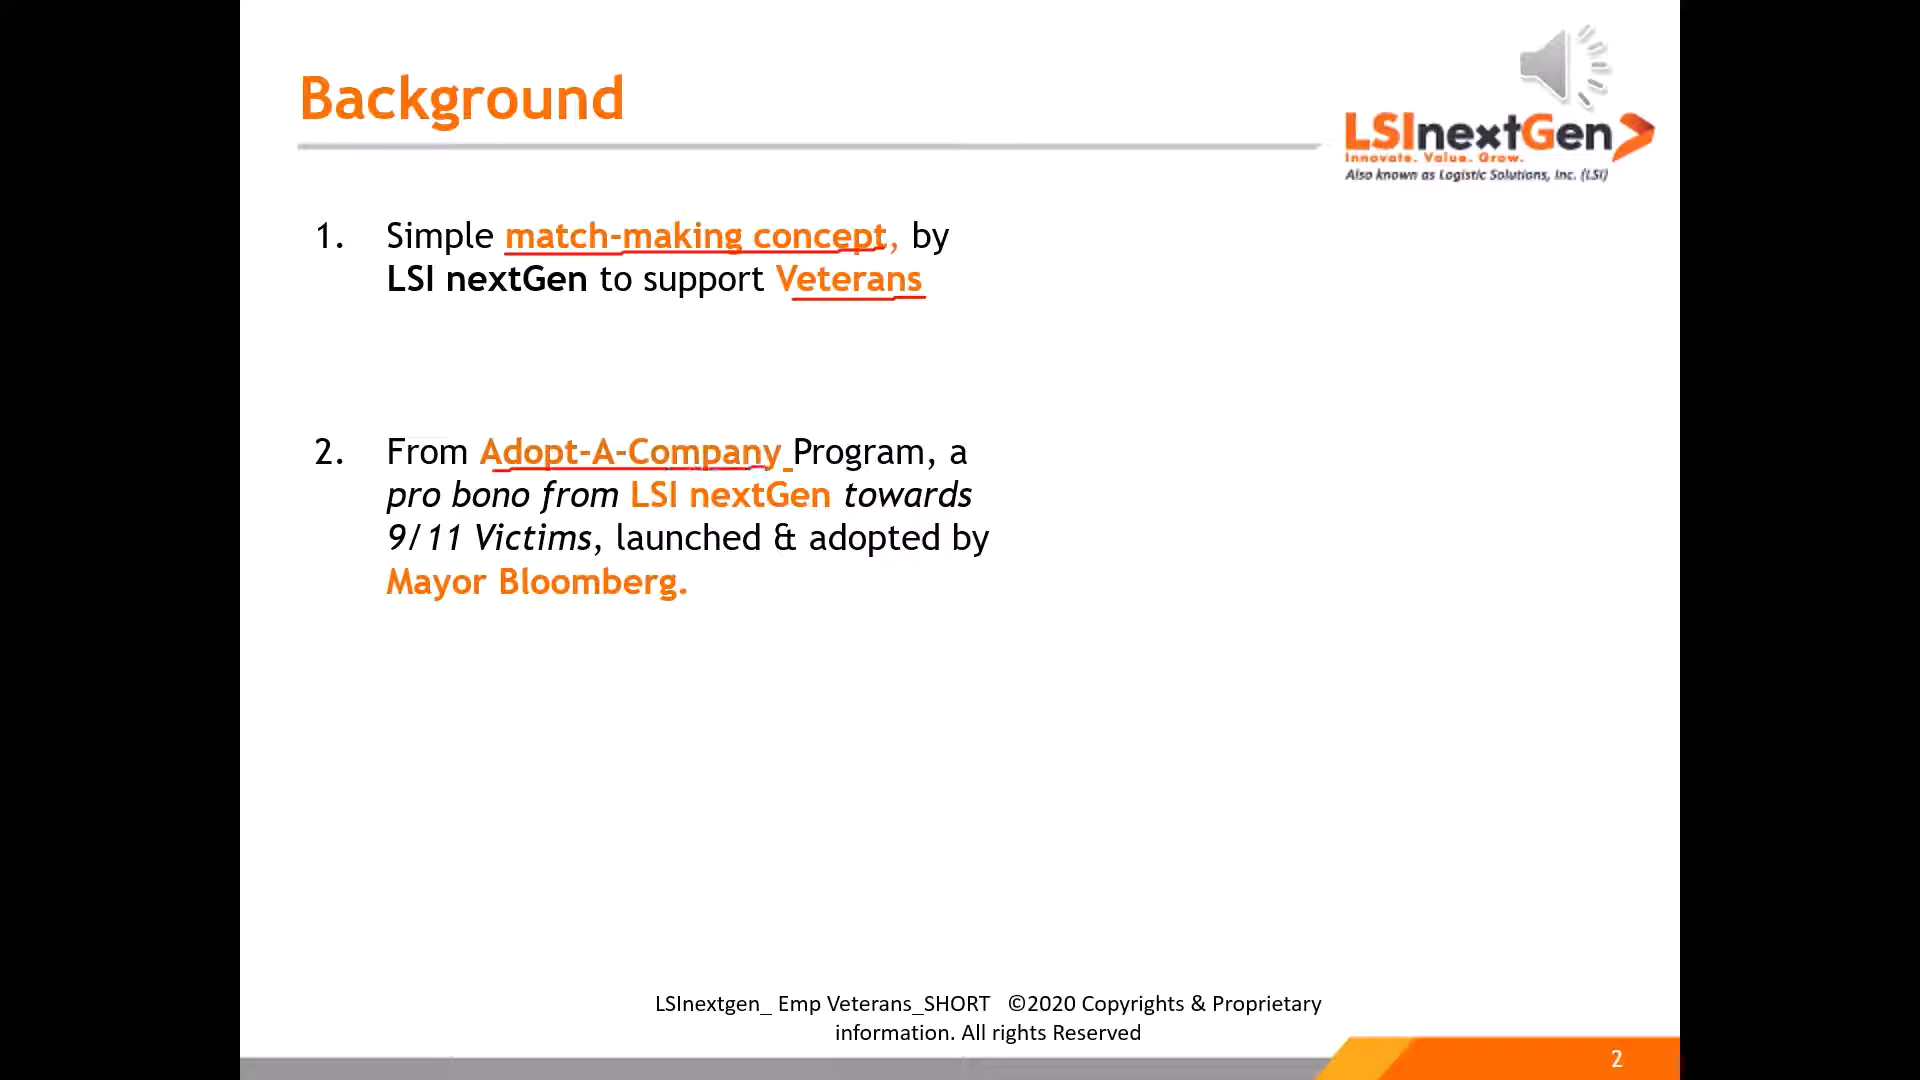 Background
LSInextGen
Innovate. Value. Grow.
Also known as Logistic Solutions, Inc. (LSI)
1. Simple match-making concept, by
LSI nextGen to support Veterans
2. From Adopt-A-Company Program, a
pro bono from LSI nextGen towards
9/11 Victims, launched & adopted by
Mayor Bloomberg.
LSInextgen_ Emp Veterans_SHORT ©2020 Copyrights & Proprietary
information. All rights Reserved
2